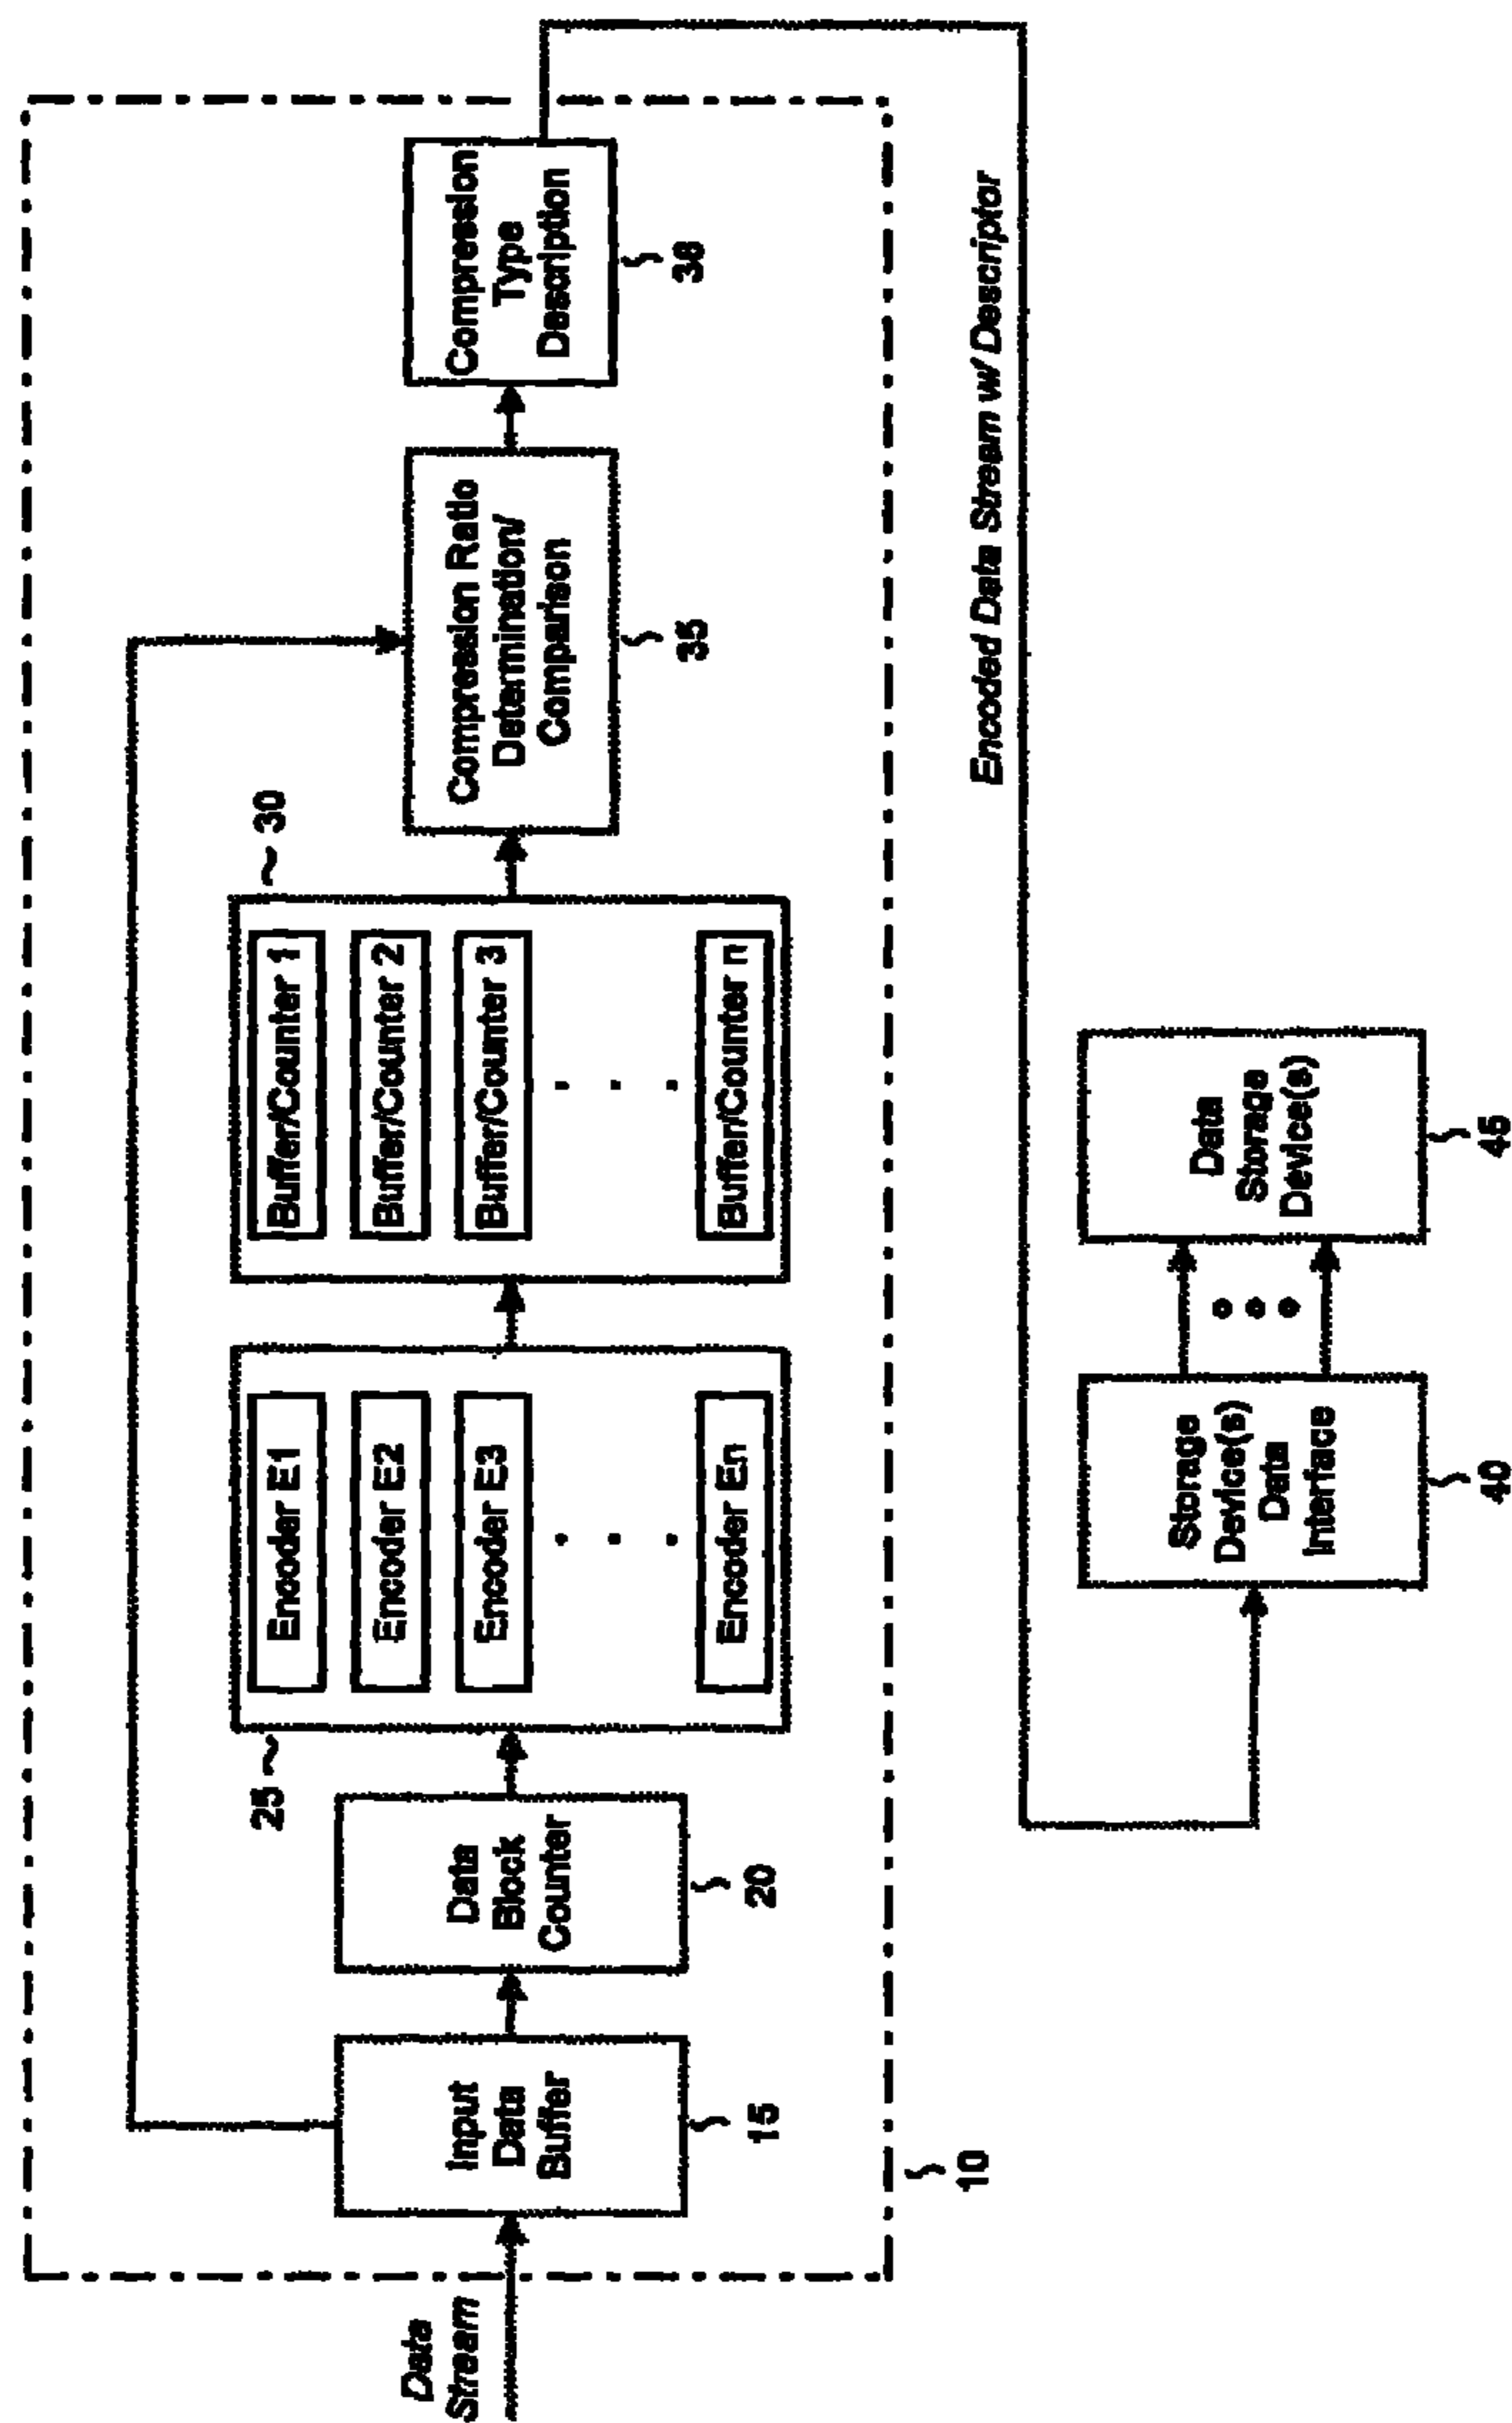 Data
Stream
Input
Data
Buffer
15
Data
Block
Counter
20
25
Encoder E1
Encoder E2
Encoder E3
Encoder En
30
Buffer/Counter 1
Buffer/Counter 2
Buffer/Counter 3
Buffer/Counter n
Compression Ratio
Determination/
Comparison
35
Compression
Type
Description
38
10
Encoded Data Stream w/ Descriptor
Storage
Device(s)
Data
Interface
40
Data
Storage
Device(s)
45